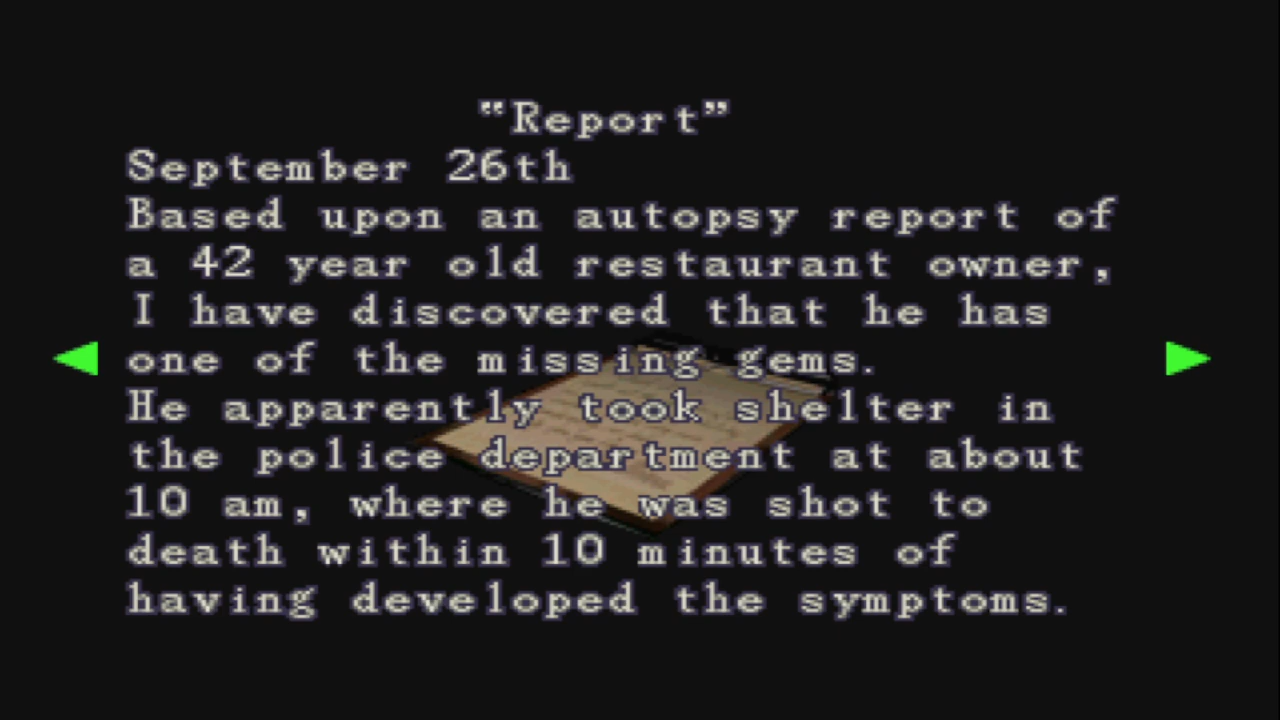 “Report”
September 26th
Based upon an autopsy report of
a 42 year old restaurant owner,
I have discovered that he has
one of the missing gems.
He apparently took shelter in
the police department at about
10 am, where he was shot to
death within 10 minutes of
having developed the symptoms.